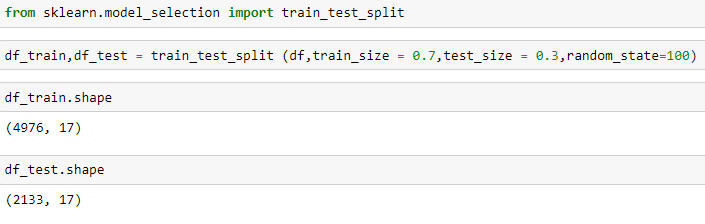 from sklearn.model_selection import train_test_split
df_train,df_test = train_test_split (df,train_size = 0.7,test_size = 0.3,random_state=100)
df_train.shape
(4976, 17)
df_test.shape
(2133, 17)